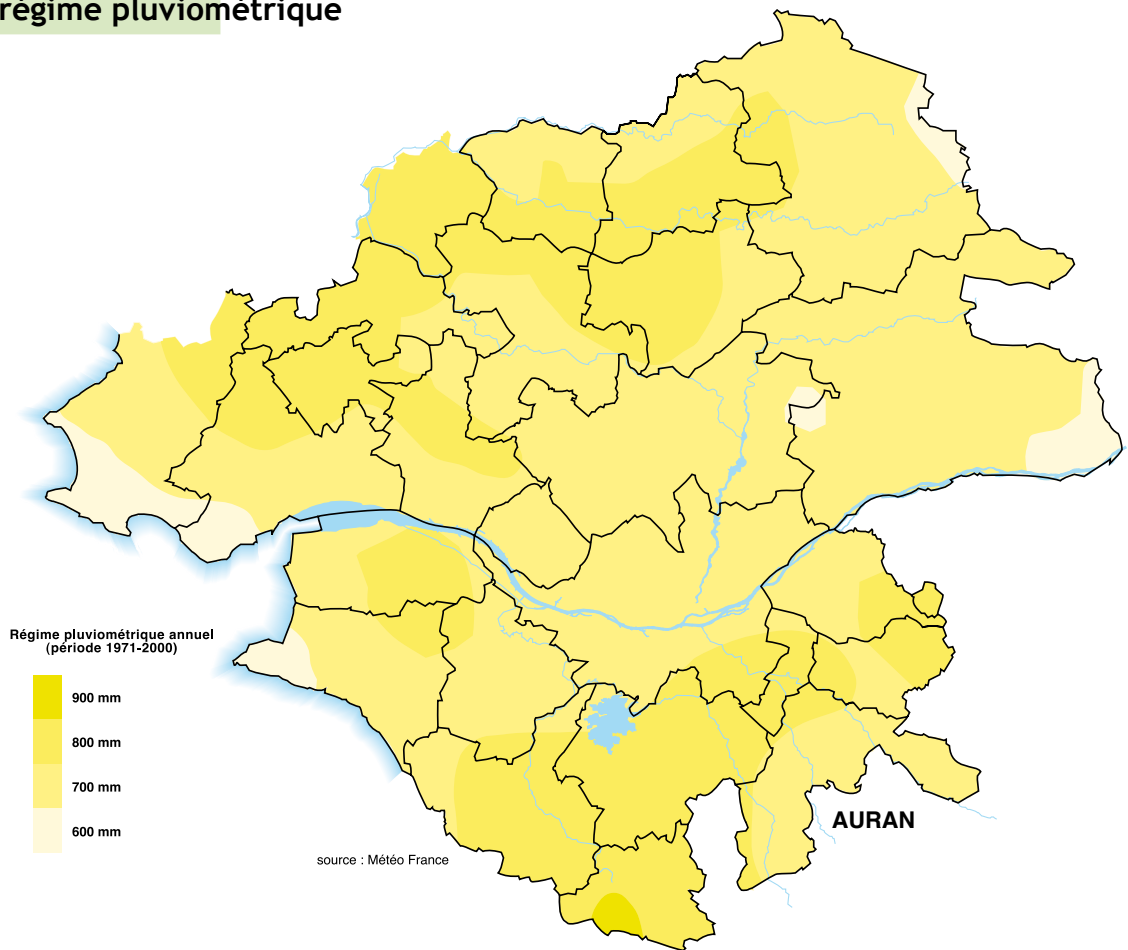 régime pluviométrique
Régime pluviométrique annuel
(période 1971-2000)
900 mm
800 mm
700 mm
600 mm
source : Météo France
AURAN